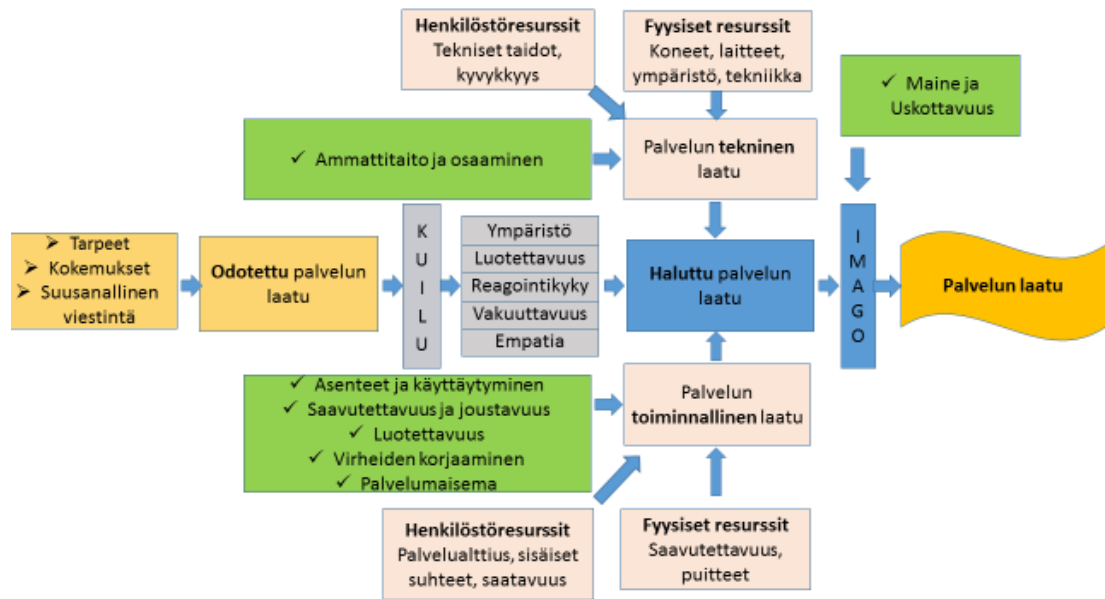 Henkilöstöresurssit
Tekniset taidot,
kyvykkyys
Fyysiset resurssit
Koneet, laitteet,
ympäristö, tekniikka
✓ Maine ja
Uskottavuus
✓ Ammattitaito ja osaaminen
Palvelun tekninen
laatu
➢ Tarpeet
➢ Kokemukset
➢ Suusanallinen
viestintä
Odotettu palvelun
laatu
K
U
I
L
U
Ympäristö
Luotettavuus
Reagointikyky
Vakuuttavuus
Empatia
Haluttu palvelun
laatu
I
M
A
G
O
Palvelun laatu
✓ Asenteet ja käyttäytyminen
✓ Saavutettavuus ja joustavuus
✓ Luotettavuus
✓ Virheiden korjaaminen
✓ Palvelumaisema
Palvelun
toiminnallinen laatu
Henkilöstöresurssit
Palvelualttius, sisäiset
suhteet, saatavuus
Fyysiset resurssit
Saavutettavuus,
puitteet